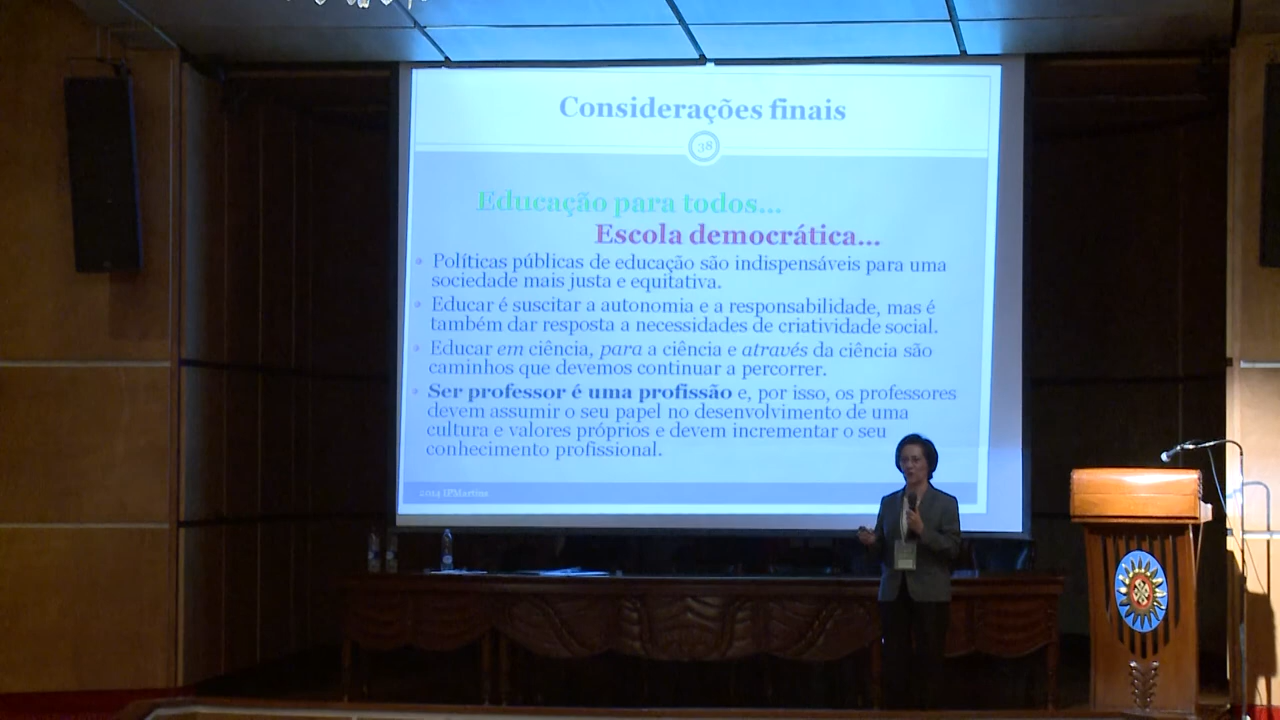 Considerações finais
38
Educação para todos...
Escola democrática...
Políticas públicas de educação são indispensáveis para uma
sociedade mais justa e equitativa.
Educar é suscitar a autonomia e a responsabilidade, mas é
também dar resposta a necessidades de criatividade social.
Educar em ciência, para a ciência e através da ciência são
caminhos que devemos continuar a percorrer.
Ser professor é uma profissão e, por isso, os professores
devem assumir o seu papel no desenvolvimento de uma
cultura e valores próprios e devem incrementar o seu
conhecimento profissional.
2014 IPMartins